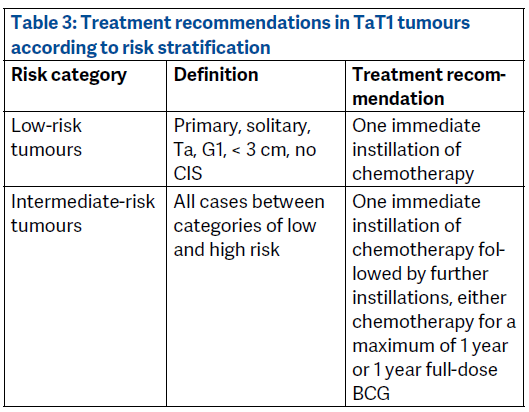 Table 3: Treatment recommendations in TaT1 tumours
according to risk stratification
Risk category Definition Treatment recom-
mendation
Low-risk
tumours
Primary, solitary,
Ta, G1, < 3 cm, no
CIS
One immediate
instillation of
chemotherapy
Intermediate-risk
tumours
All cases between
categories of low
and high risk
One immediate
instillation of
chemotherapy fol-
lowed by further
instillations, either
chemotherapy for a
maximum of 1 year
or 1 year full-dose
BCG